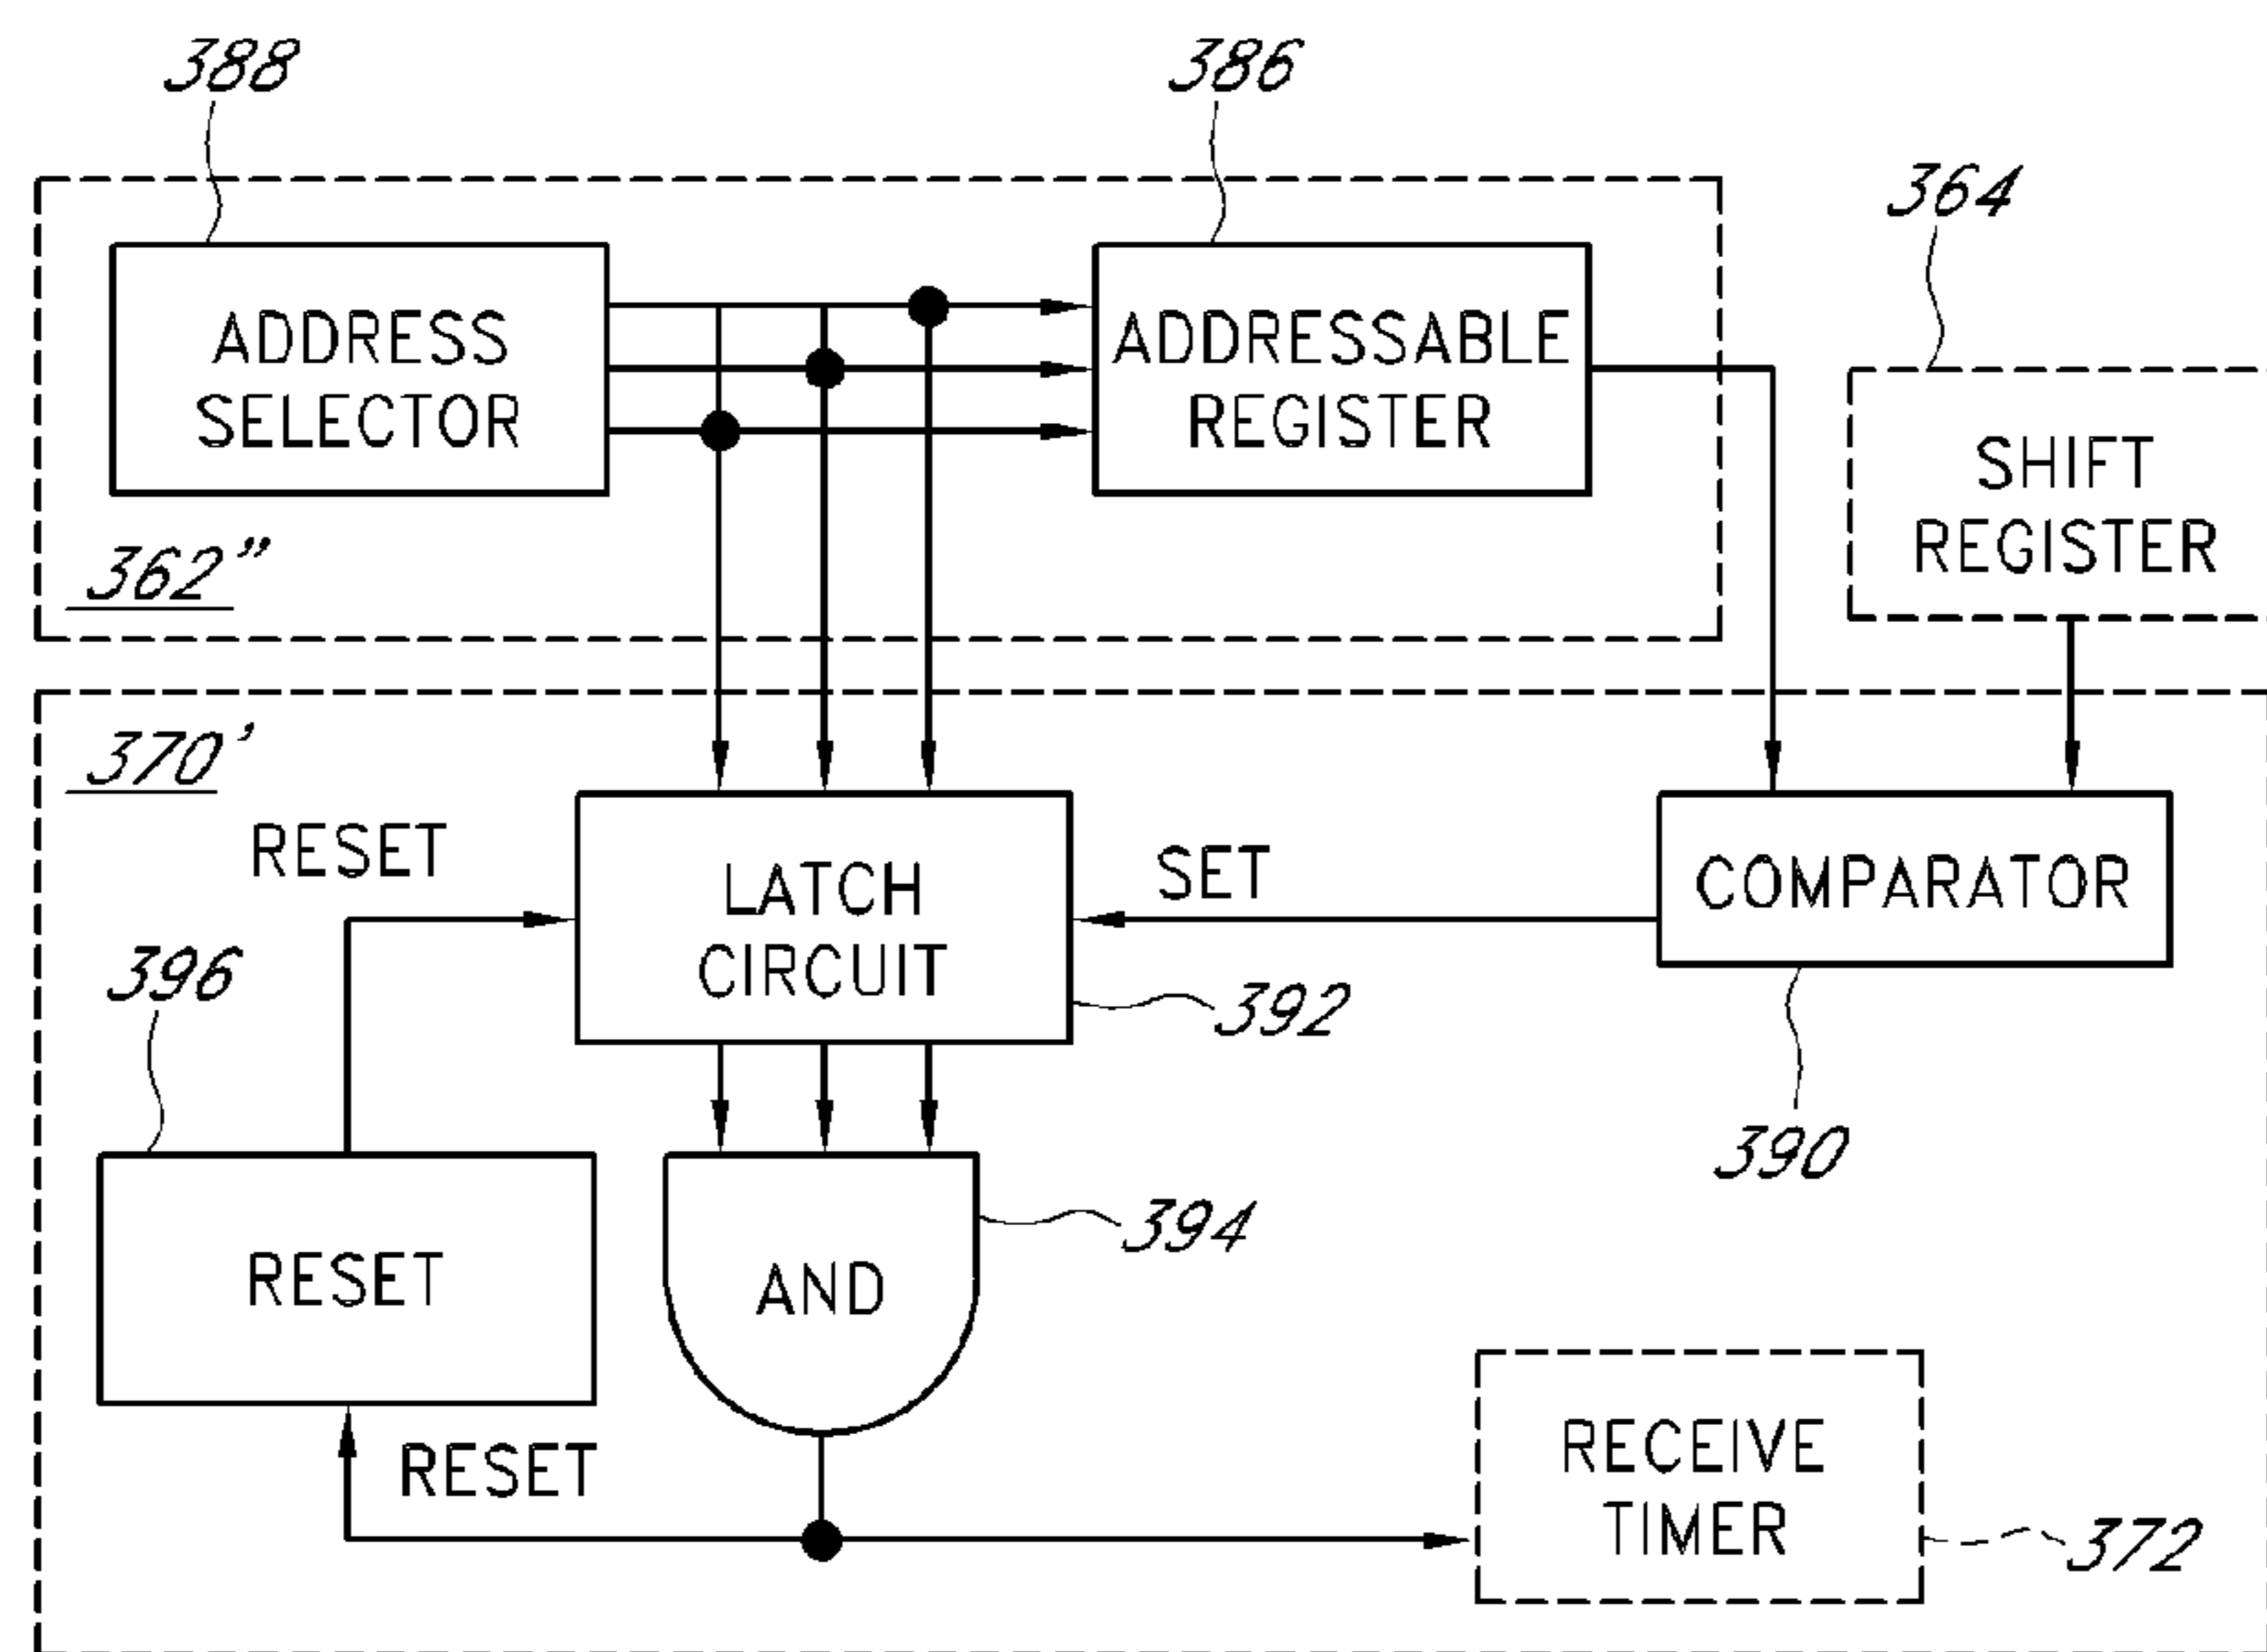 388
386
364
ADDRESS
SELECTOR
ADDRESSABLE
REGISTER
SHIFT
REGISTER
362"
370'
RESET
LATCH
CIRCUIT
SET
COMPARATOR
396
392
390
RESET
AND
394
RESET
RECEIVE
TIMER
372